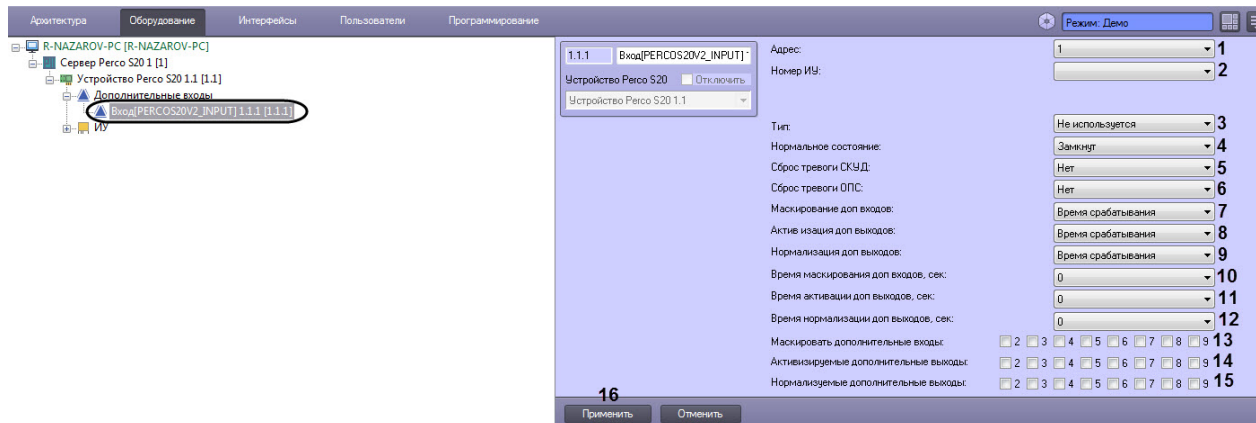 Архитектура Оборудование Интерфейсы Пользователи Программирование Режим: Демо
R-NAZAROV-PC [R-NAZAROV-PC]
Сервер Perco S20 1 [1]
Устройство Perco S20 1.1 [1.1]
Дополнительные входы
Вход[PERCOS20V2_INPUT] 1.1.1 [1.1.1]
ИУ
1.1.1 Вход[PERCOS20V2_INPUT]
Устройство Perco S20 Отключить
Устройство Perco S20 1.1
Адрес: 1 1
Номер ИУ: 2
Тип: Не используется 3
Нормальное состояние: Замкнут 4
Сброс тревоги СКУД: Нет 5
Сброс тревоги ОПС: Нет 6
Маскирование доп входов: Время срабатывания 7
Актив изация доп выходов: Время срабатывания 8
Нормализация доп выходов: Время срабатывания 9
Время маскирования доп входов, сек: 0 10
Время активации доп выходов, сек: 0 11
Время нормализации доп выходов, сек: 0 12
Маскировать дополнительные входы: 2 3 4 5 6 7 8 9 13
Активизируемые дополнительные выходы: 2 3 4 5 6 7 8 9 14
Нормализуемые дополнительные выходы: 2 3 4 5 6 7 8 9 15
16
Применить Отменить